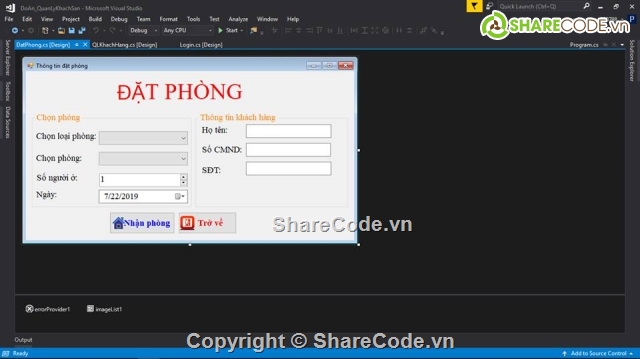 DoAn_QuanLyKhachSan - Microsoft Visual Studio
Quick Launch (Ctrl+Q)
File Edit View Project Build Debug Team Format Tools Test Analyze Window Help
SHARECODE.VN
Debug Any CPU Start
DatPhong.cs [Design] QLKhachHang.cs [Design] Login.cs [Design] Program.cs
Server Explorer
Toolbox
Data Sources
Solution Explorer
Thông tin đặt phòng
ĐẶT PHÒNG
Chọn phòng
Chọn loại phòng:
Chọn phòng:
Số người ở: 1
Ngày: 7/22/2019
Thông tin khách hàng
Họ tên:
Số CMND:
SĐT:
Nhận phòng
Trở về
ShareCode.vn
errorProvider1 imageList1
Output
Copyright © ShareCode.vn
Ready
Add to Source Control